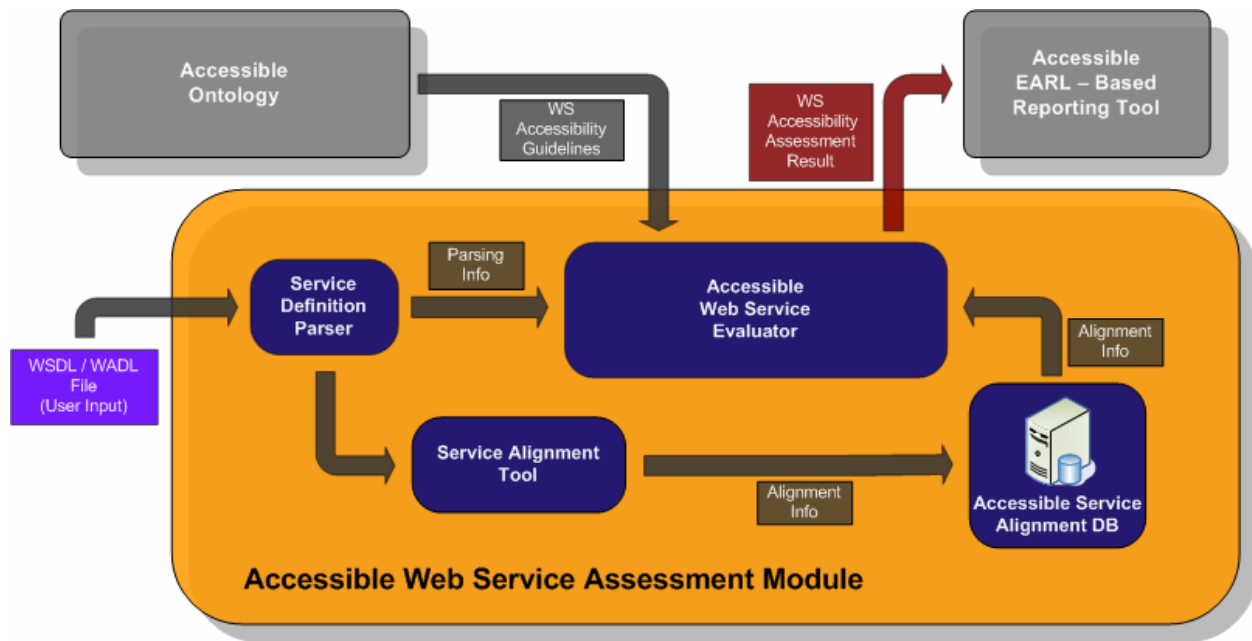 Accessible
Ontology
WS
Accessibility
Guidelines
WS
Accessibility
Assessment
Result
Accessible
EARL – Based
Reporting Tool
WSDL / WADL
File
(User Input)
Service
Definition
Parser
Parsing
Info
Accessible
Web Service
Evaluator
Alignment
Info
Service Alignment
Tool
Alignment
Info
Accessible Service
Alignment DB
Accessible Web Service Assessment Module